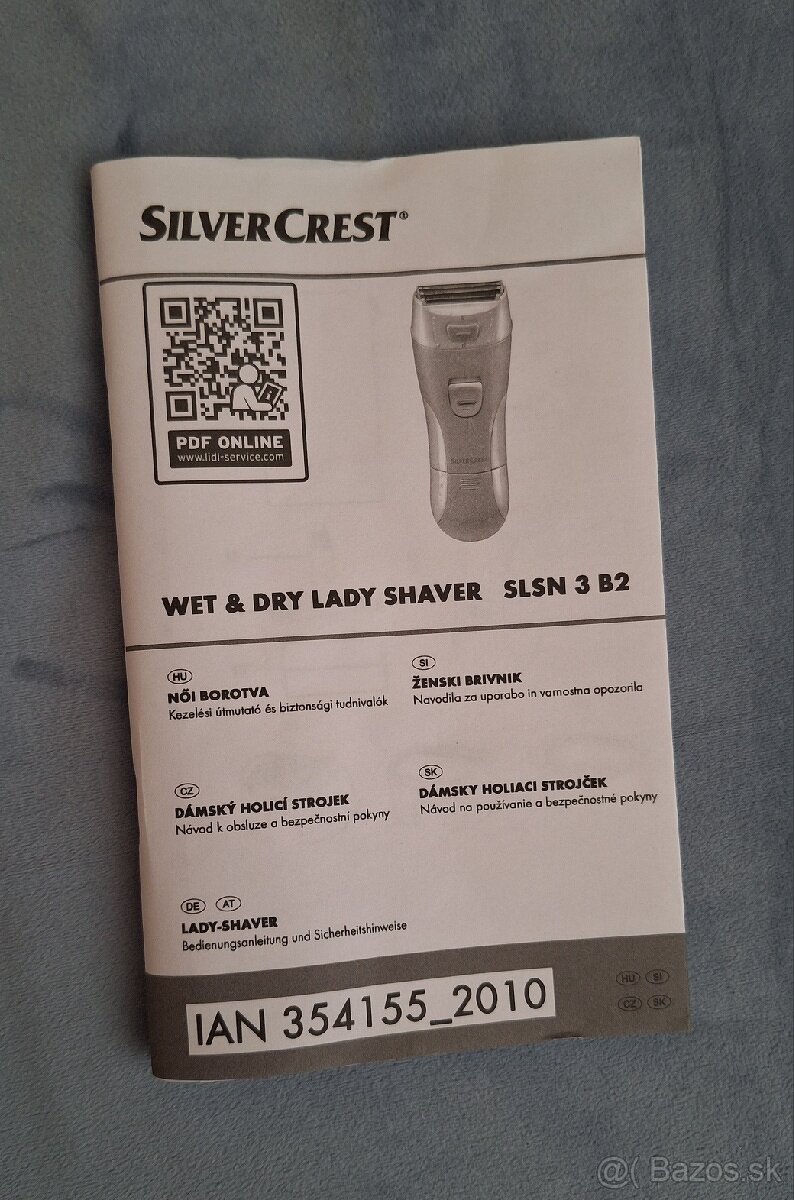 SILVERCREST®
PDF ONLINE
www.lidl-service.com
SILVERCREST
WET & DRY LADY SHAVER SLSN 3 B2
HU
NŐI BOROTVA
Kezelési útmutató és biztonsági tudnivalók
SI
ŽENSKI BRIVNIK
Navodila za uporabo in varnostna opozorila
CZ
DÁMSKÝ HOLICÍ STROJEK
Návod k obsluze a bezpečnostní pokyny
SK
DÁMSKY HOLIACI STROJČEK
Návod na používanie a bezpečnostné pokyny
DE AT
LADY-SHAVER
Bedienungsanleitung und Sicherheitshinweise
IAN 354155_2010
HU SI
CZ SK
@( Bazos.sk